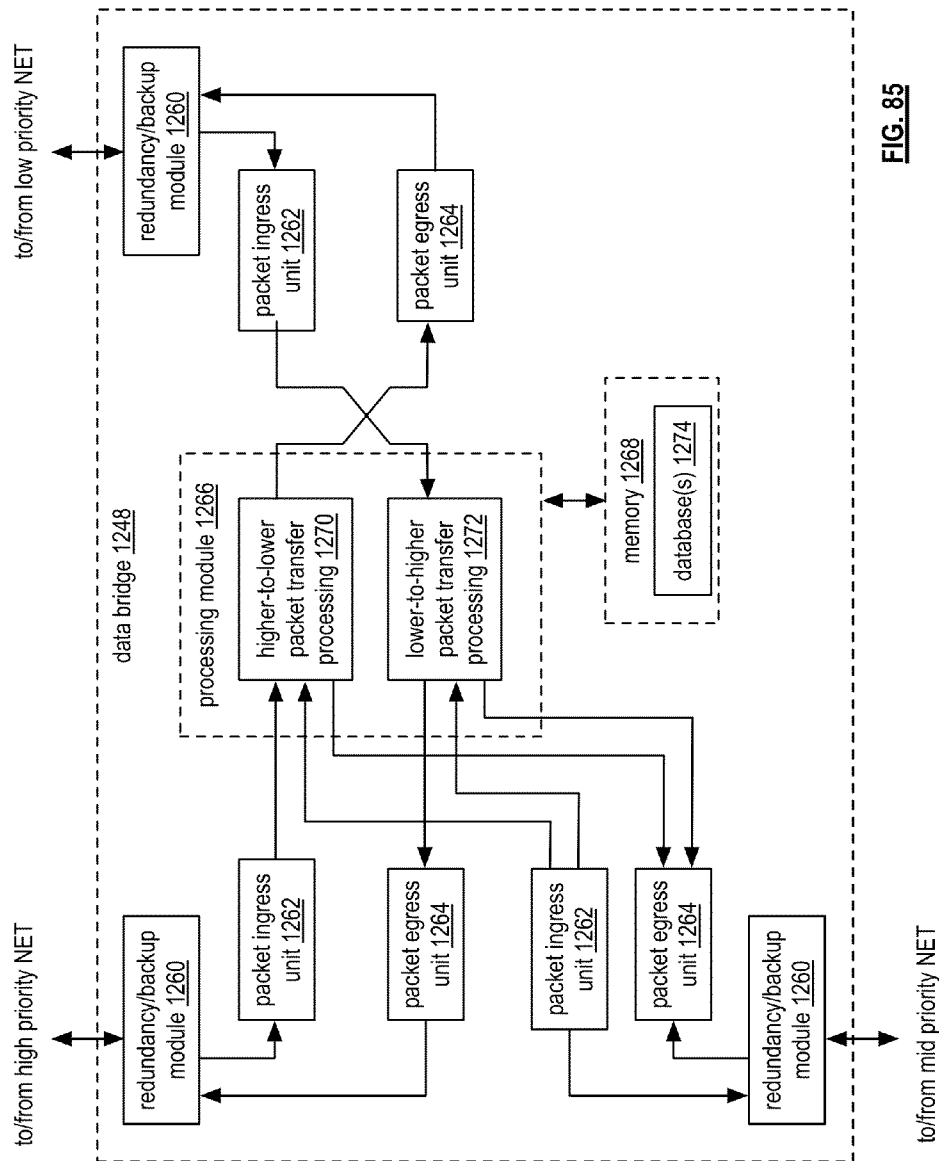 to/from high priority NET
to/from low priority NET
data bridge 1248
redundancy/backup
module 1260
packet ingress
unit 1262
packet egress
unit 1264
processing module 1266
higher-to-lower
packet transfer
processing 1270
lower-to-higher
packet transfer
processing 1272
redundancy/backup
module 1260
packet ingress
unit 1262
packet egress
unit 1264
packet ingress
unit 1262
packet egress
unit 1264
redundancy/backup
module 1260
memory 1268
database(s) 1274
to/from mid priority NET
FIG. 85